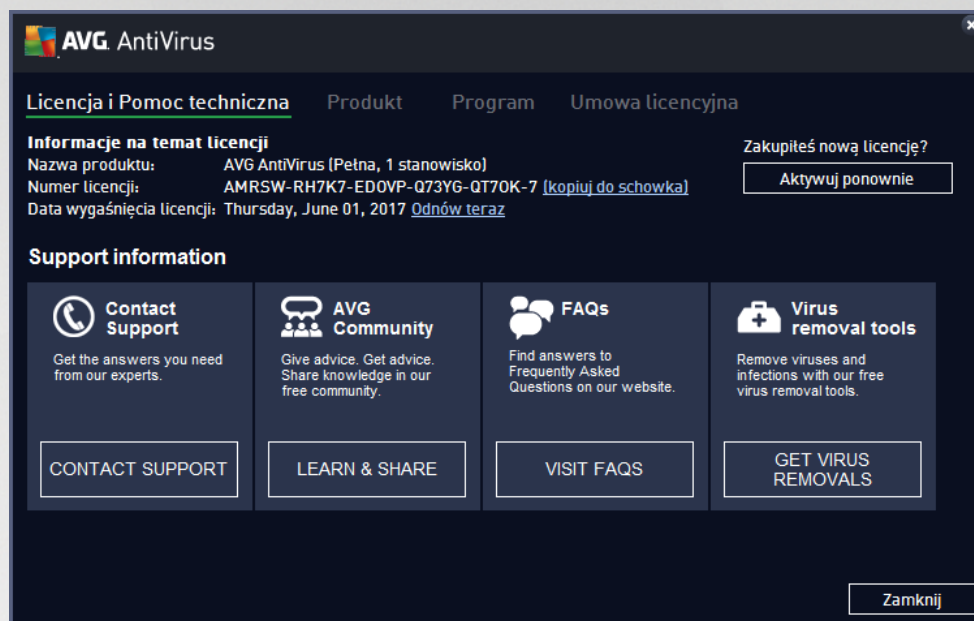 AVG AntiVirus
Licencja i Pomoc techniczna Produkt Program Umowa licencyjna
Informacje na temat licencji
Nazwa produktu: AVG AntiVirus (Pełna, 1 stanowisko)
Numer licencji: AMRSW-RH7K7-EDOVP-Q73YG-QT7OK-7 (kopiuj do schowka)
Data wygaśnięcia licencji: Thursday, June 01, 2017 Odnów teraz
Zakupiłeś nową licencję?
Aktywuj ponownie
Support information
Contact
Support
Get the answers you need
from our experts.
CONTACT SUPPORT
AVG
Community
Give advice. Get advice.
Share knowledge in our
free community.
LEARN & SHARE
FAQs
Find answers to
Frequently Asked
Questions on our website.
VISIT FAQS
Virus
removal tools
Remove viruses and
infections with our free
virus removal tools.
GET VIRUS
REMOVALS
Zamknij